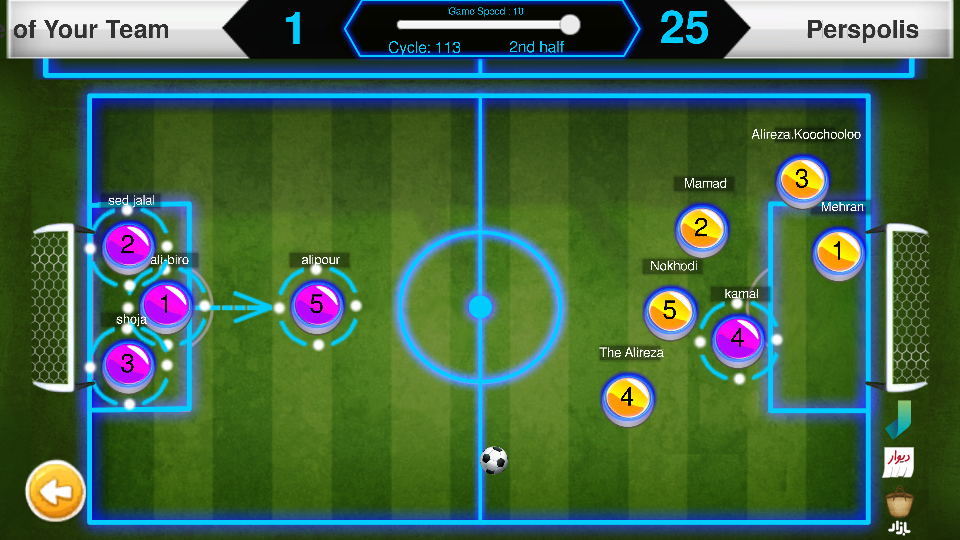 of Your Team
1
Game Speed : 10
Cycle: 113
2nd half
25
Perspolis
Alireza.Koochooloo
3
Mamad
2
Mehran
1
sed jalal
2
ali-biro
1
alipour
5
Nokhodi
5
kamal
4
shoja
3
The Alireza
4
دیوار
بازار